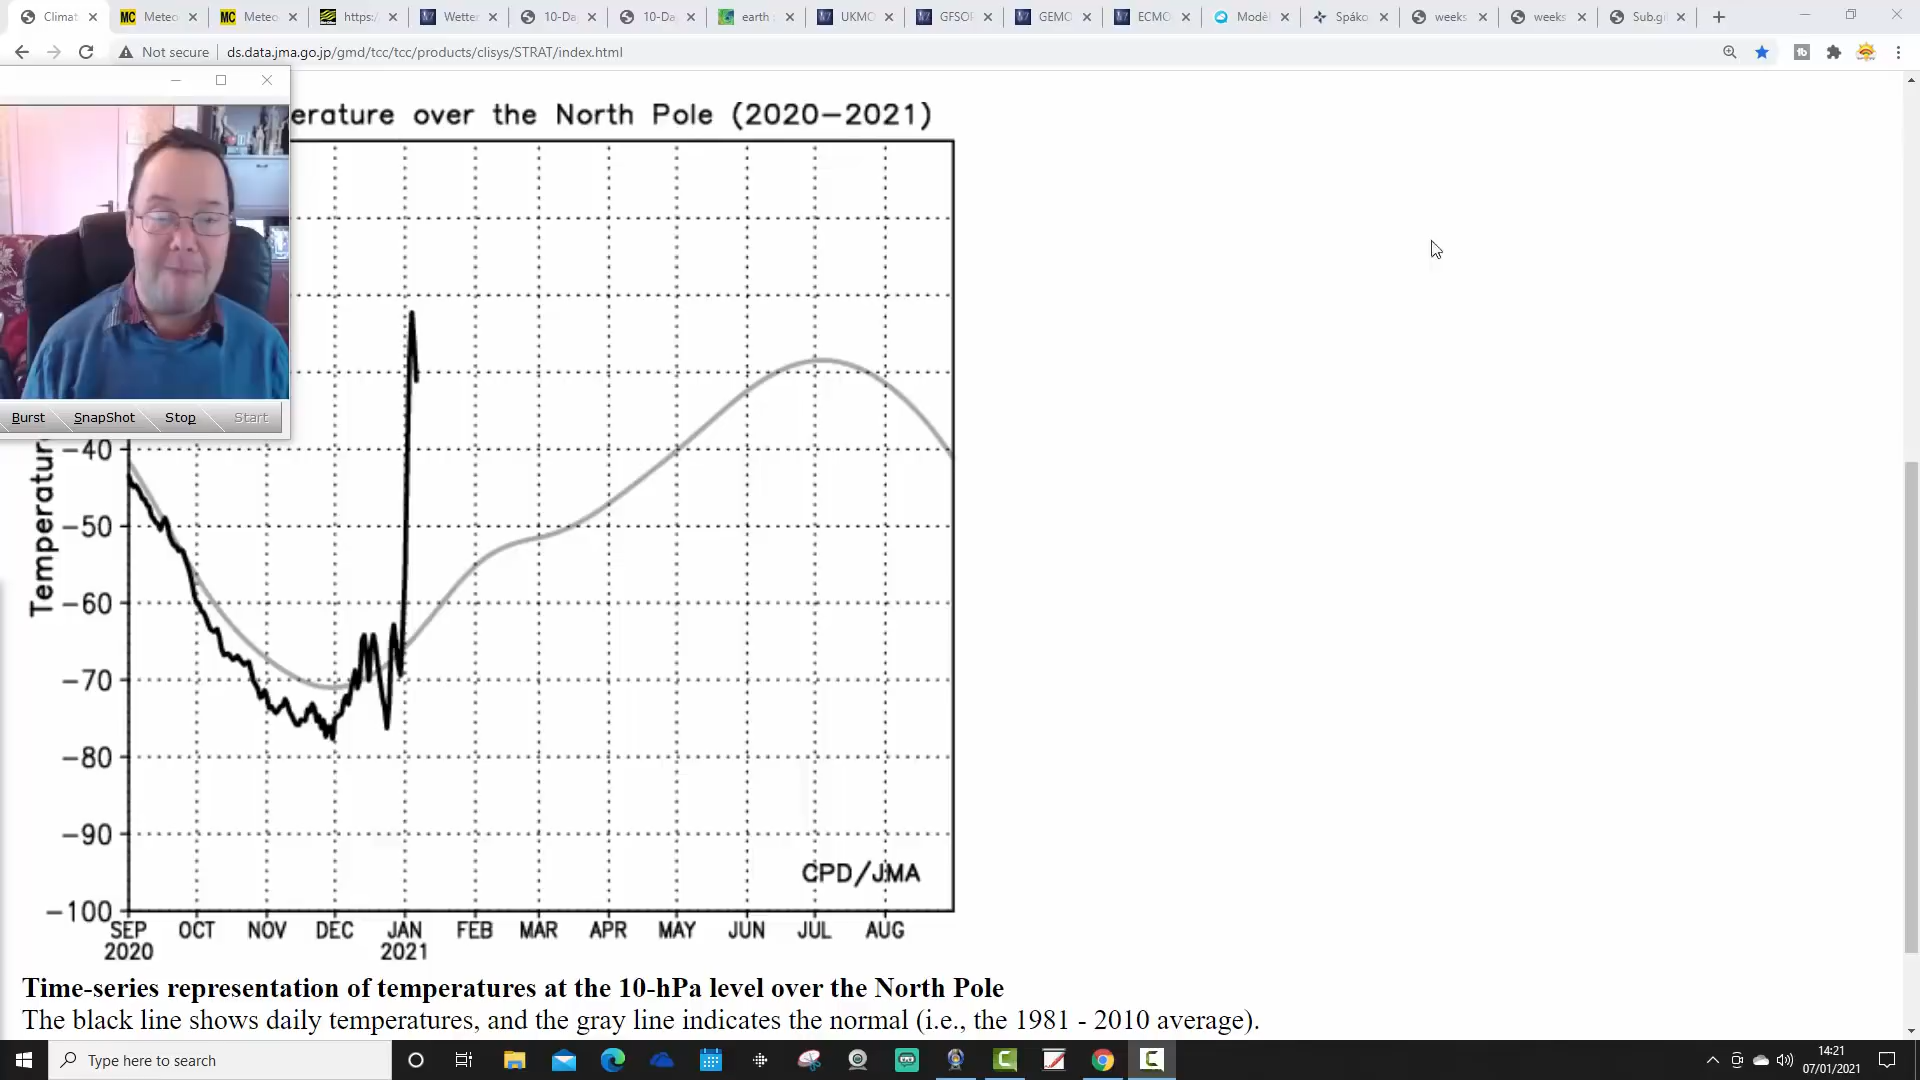 Climat
Meteo
Meteo
https:/
Wetter
10-Da
10-Da
earth :
UKMO
GFSOP
GEMO
ECMO
Modèl
Spáko
weeks
weeks
Sub.gi
Not secure
ds.data.jma.go.jp/gmd/tcc/tcc/products/clisys/STRAT/index.html
erature over the North Pole (2020-2021)
Burst SnapShot Stop Start
Temperatur
-40
-50
-60
-70
-80
-90
-100
CPD/JMA
SEP OCT NOV DEC JAN FEB MAR APR MAY JUN JUL AUG
2020 2021
Time-series representation of temperatures at the 10-hPa level over the North Pole
The black line shows daily temperatures, and the gray line indicates the normal (i.e., the 1981 - 2010 average).
Type here to search
14:21
07/01/2021